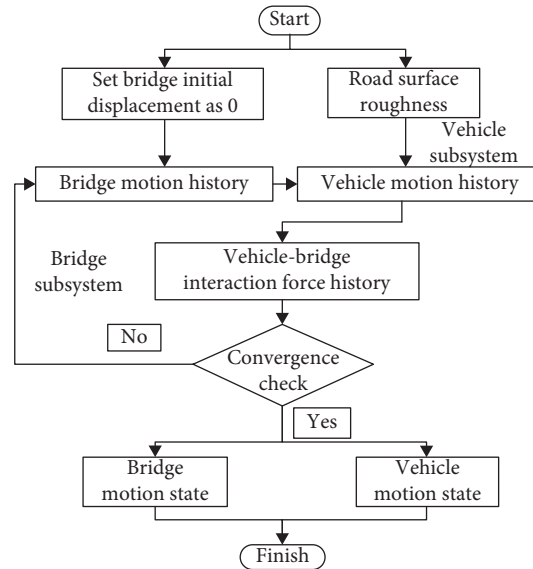 Start
Set bridge initial
displacement as 0
Road surface
roughness
Vehicle
subsystem
Bridge motion history
Vehicle motion history
Vehicle-bridge
interaction force history
Bridge
subsystem
No
Convergence
check
Yes
Bridge
motion state
Vehicle
motion state
Finish